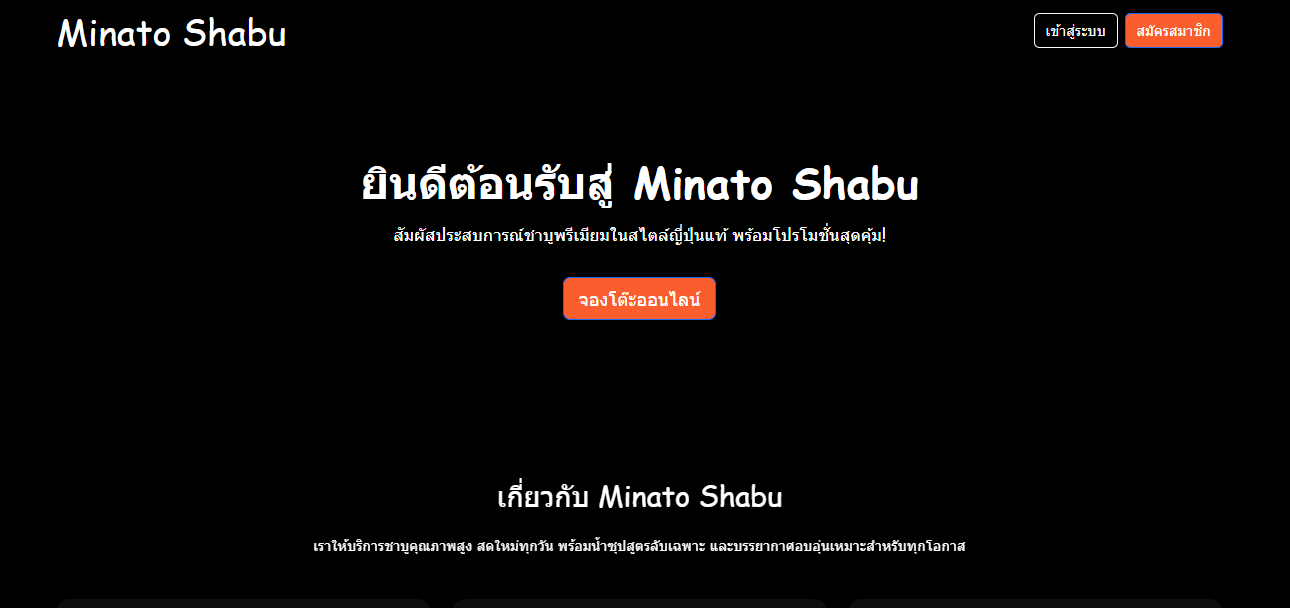 Minato Shabu
เข้าสู่ระบบ
สมัครสมาชิก
ยินดีต้อนรับสู่ Minato Shabu
สัมผัสประสบการณ์ชาบูพรีเมียมในสไตล์ญี่ปุ่นแท้ พร้อมโปรโมชั่นสุดคุ้ม!
จองโต๊ะออนไลน์
เกี่ยวกับ Minato Shabu
เราให้บริการชาบูคุณภาพสูง สดใหม่ทุกวัน พร้อมน้ำซุปสูตรลับเฉพาะ และบรรยากาศอบอุ่นเหมาะสำหรับทุกโอกาส